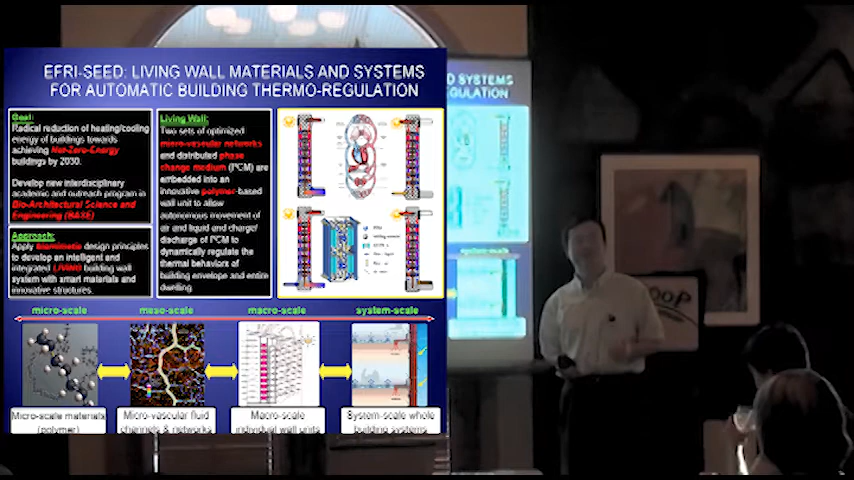 EFRI-SEED: LIVING WALL MATERIALS AND SYSTEMS
FOR AUTOMATIC BUILDING THERMO-REGULATION
Goal:
Radical reduction of heating/cooling
energy of buildings towards
achieving Net-Zero-Energy
buildings by 2030.
Develop new interdisciplinary
academic and outreach program in
Bio-Architectural Science and
Engineering (BASE)
Approach:
Apply biomimetic design principles
to develop an intelligent and
integrated LIVING building wall
system with smart materials and
innovative structures.
Living Wall:
Two sets of optimized
micro-vascular networks
and distributed phase
change medium (PCM) are
embedded into an
innovative polymer-based
wall unit to allow
autonomous movement of
air and liquid and charge/
discharge of PCM to
dynamically regulate the
thermal behaviors of
building envelope and entire
dwelling.
micro-scale
meso-scale
macro-scale
system-scale
Micro-scale materials
(polymer)
Micro-vascular fluid
channels & networks
Macro-scale
individual wall units
System-scale whole
building systems
D SYSTEMS
GULATION
system-scale